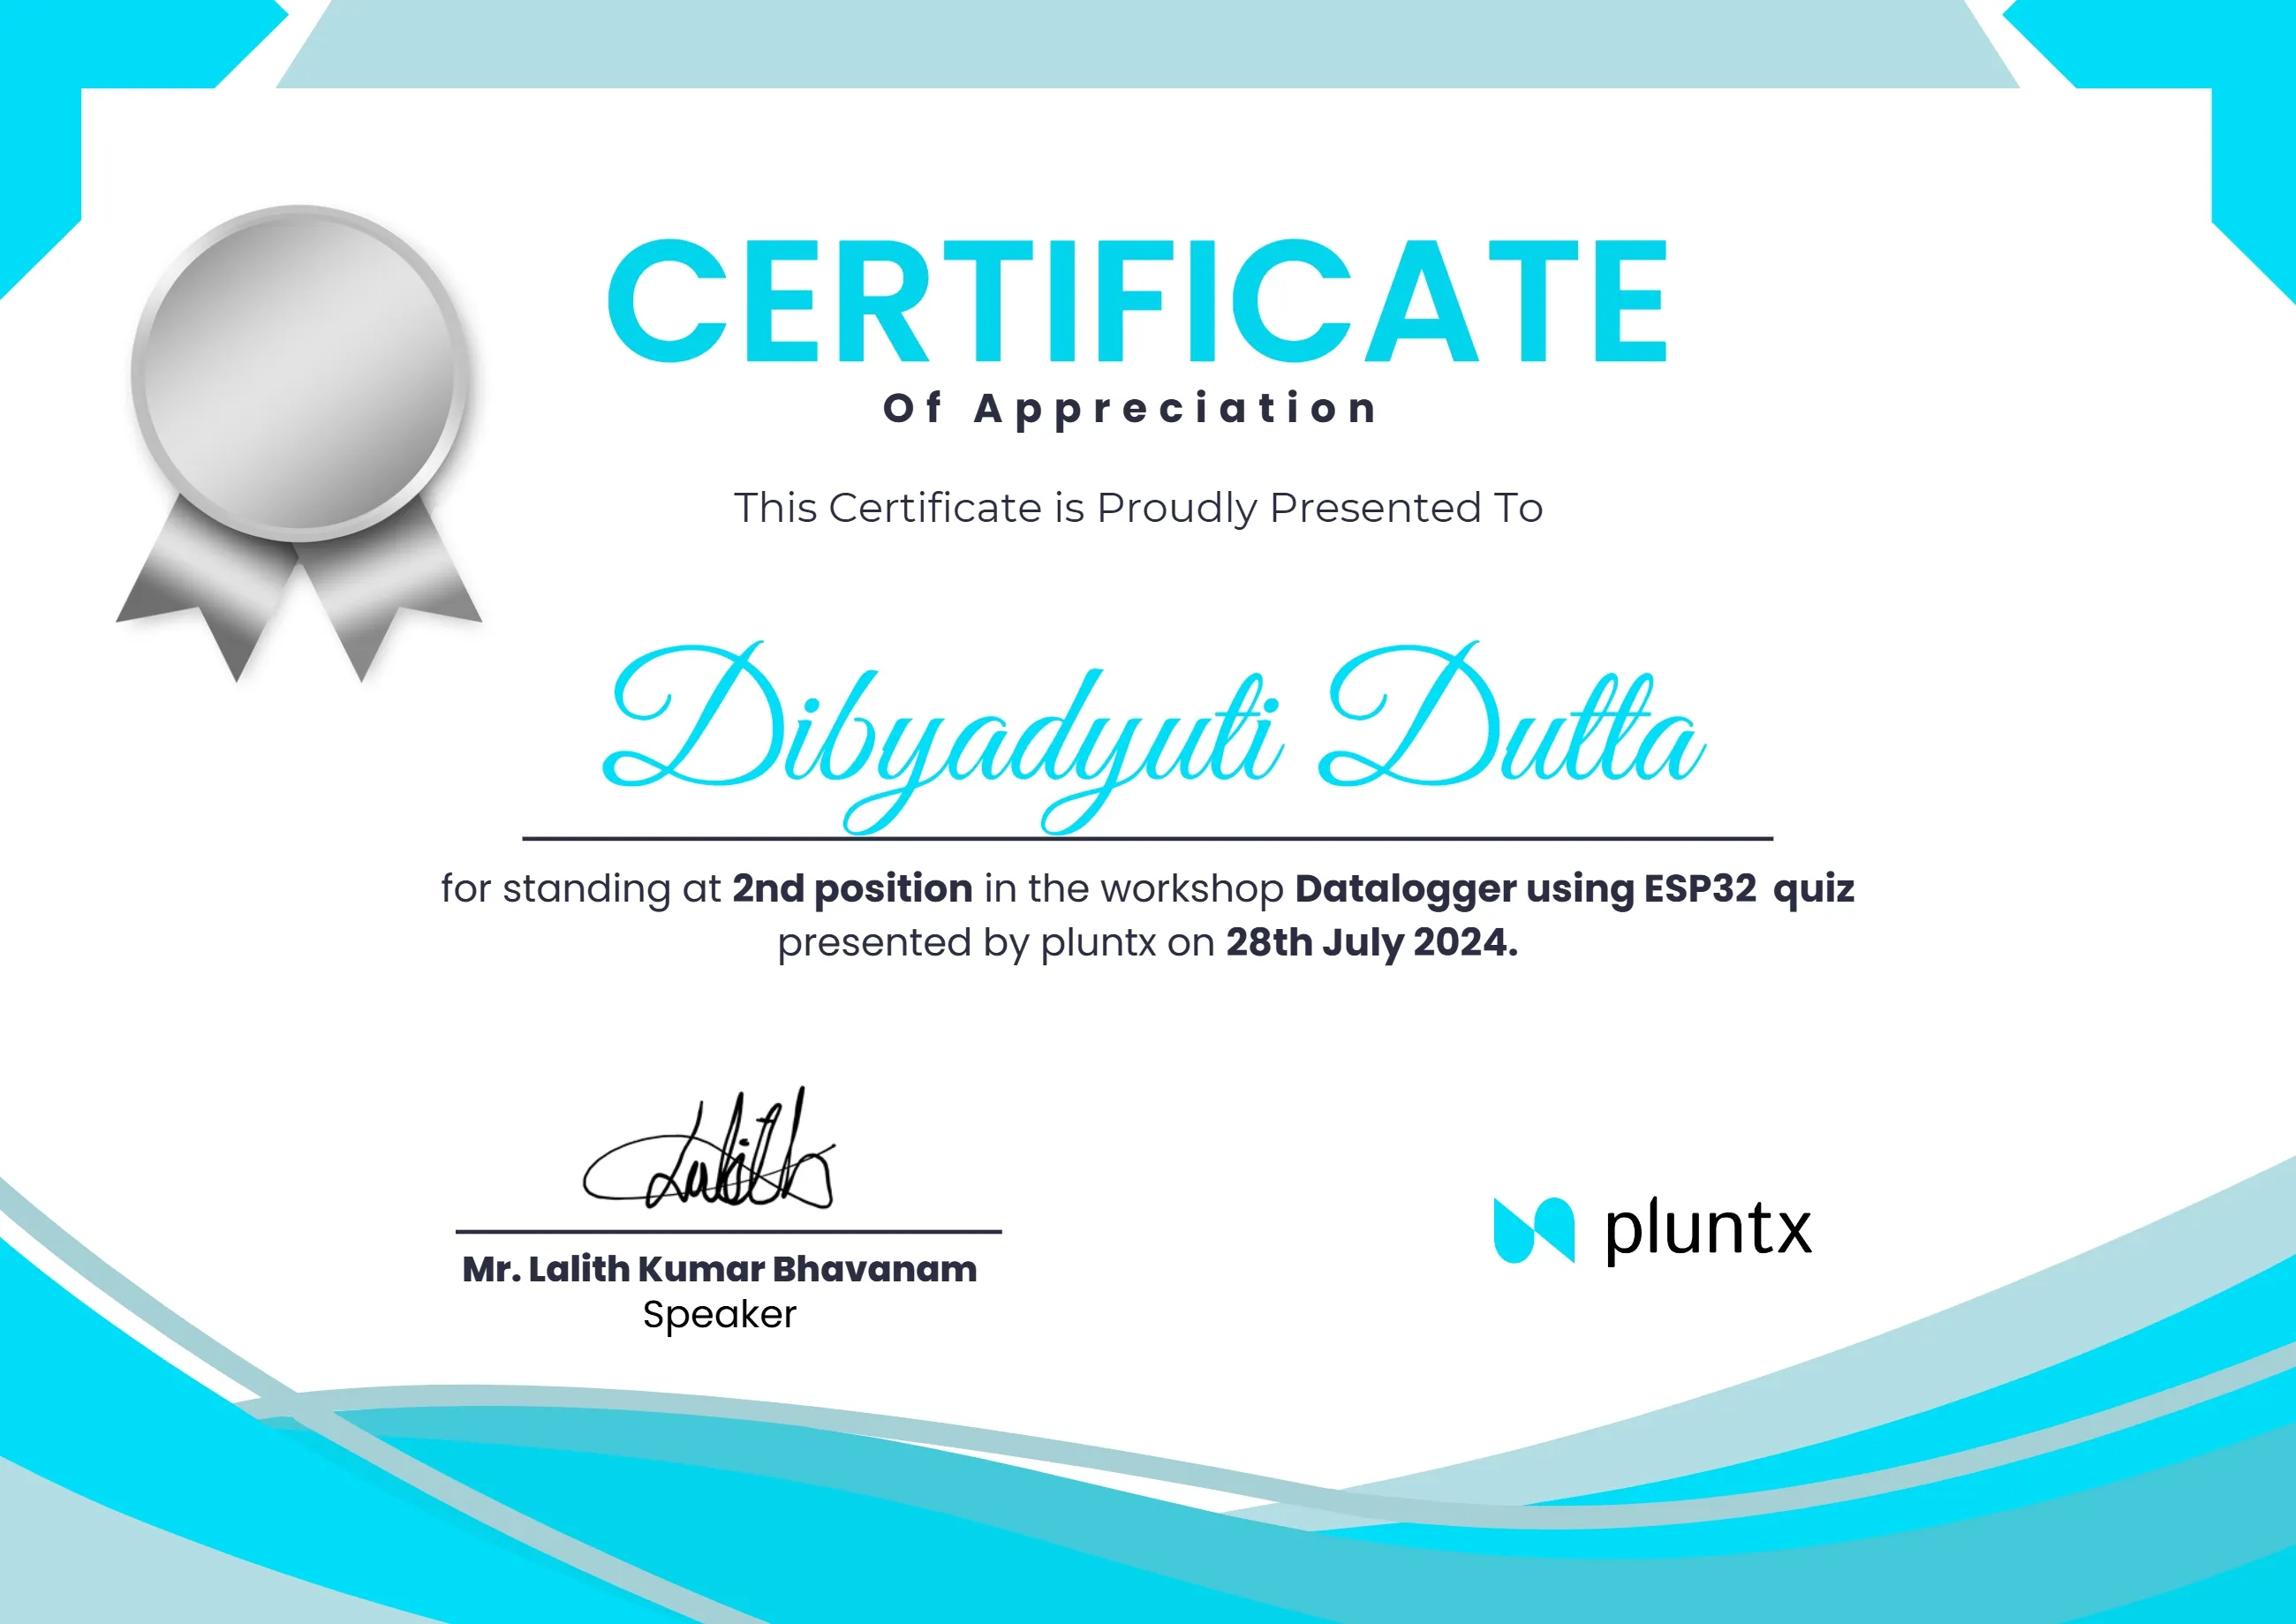 CERTIFICATE
Of Appreciation
This Certificate is Proudly Presented To
Dibyadyuti Dutta
for standing at 2nd position in the workshop Datalogger using ESP32 quiz
presented by pluntx on 28th July 2024.
Lalith
Mr. Lalith Kumar Bhavanam
Speaker
pluntx